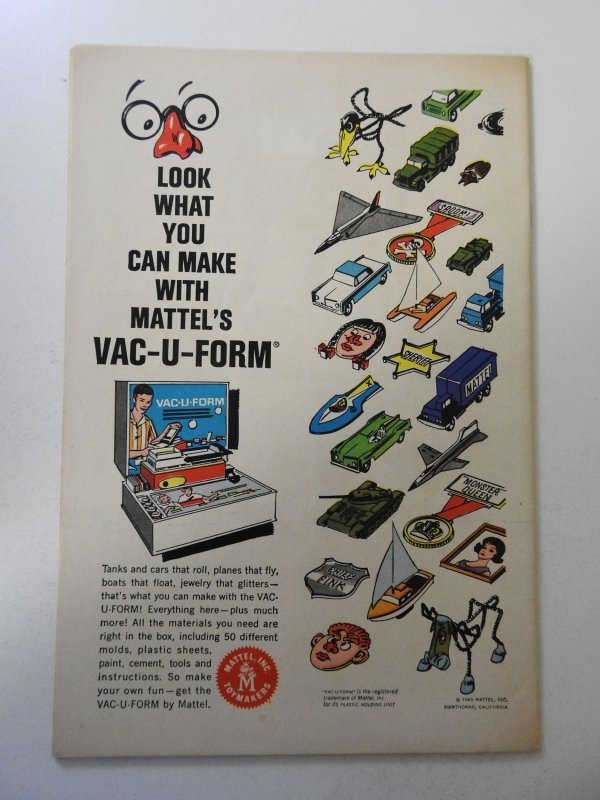 LOOK
WHAT
YOU
CAN MAKE
WITH
MATTEL'S
VAC-U-FORM®
VAC-U-FORM
Tanks and cars that roll, planes that fly,
boats that float, jewelry that glitters—
that's what you can make with the VAC-
U-FORM! Everything here—plus much
more! All the materials you need are
right in the box, including 50 different
molds, plastic sheets,
paint, cement, tools and
instructions. So make
your own fun—get the
VAC-U-FORM by Mattel.
MATTEL, INC.
M
TOYMAKERS
SHERIFF
MATTEL
MONSTER
QUEEN
FINK
"VAC-U-FORM" is the registered
trademark of Mattel, Inc.
for its PLASTIC MOLDING UNIT
© 1965 MATTEL, INC.
HAWTHORNE, CALIFORNIA